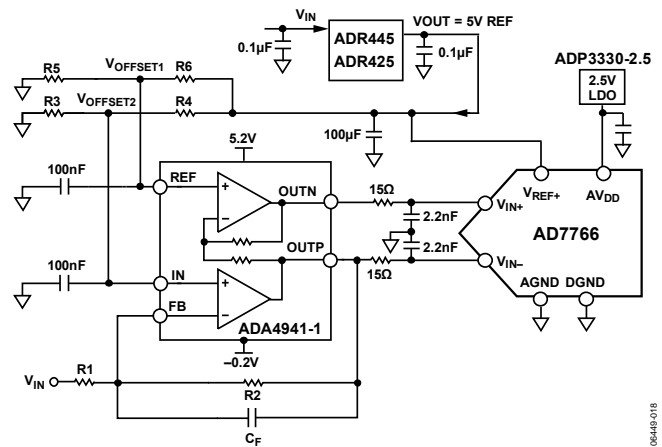 VIN
ADR445
ADR425
VOUT = 5V REF
0.1µF
0.1µF
ADP3330-2.5
2.5V
LDO
R5
VOFFSET1
R6
R3
VOFFSET2
R4
100µF
5.2V
100nF
REF
OUTN
15Ω
VREF+
AVDD
VIN+
2.2nF
AD7766
2.2nF
OUTP
15Ω
VIN–
100nF
IN
FB
ADA4941-1
AGND
DGND
–0.2V
VIN
R1
R2
CF
06449-018